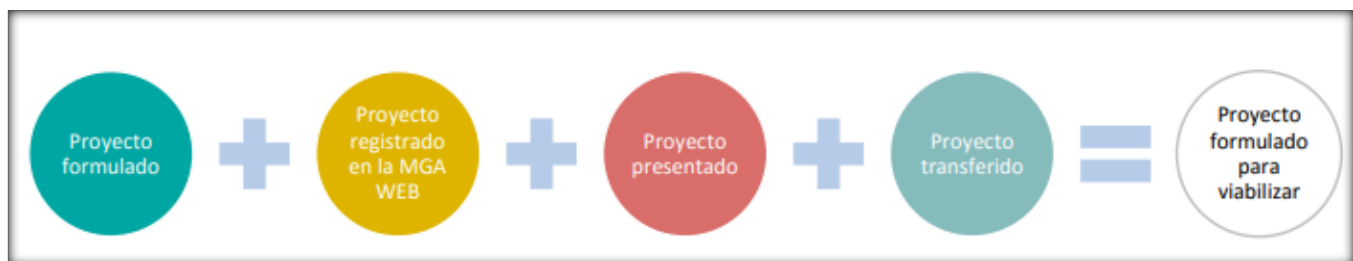 Proyecto
formulado
Proyecto
registrado
en la MGA
WEB
Proyecto
presentado
Proyecto
transferido
Proyecto
formulado
para
viabilizar